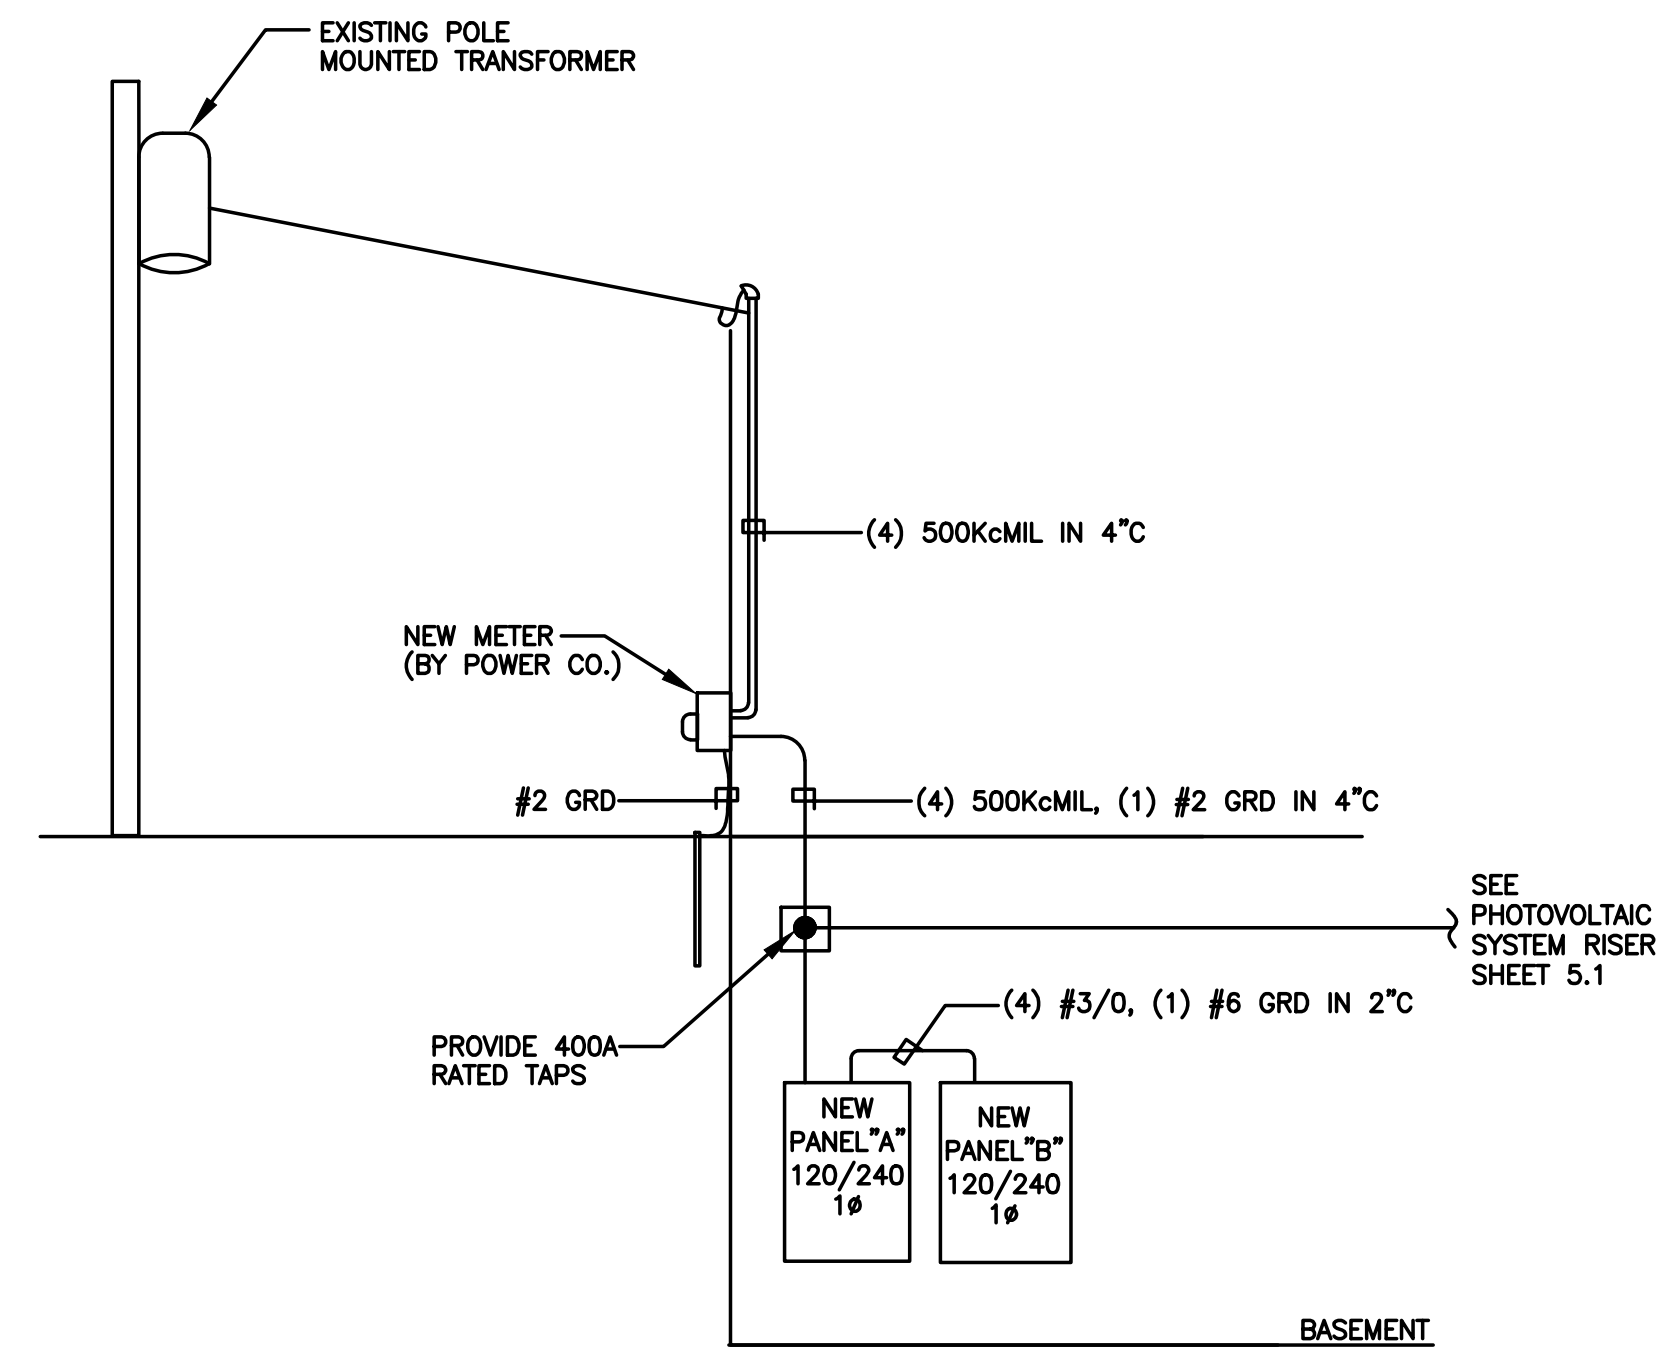 EXISTING POLE
MOUNTED TRANSFORMER
(4) 500KcMIL IN 4"C
NEW METER
(BY POWER CO.)
#2 GRD
(4) 500KcMIL, (1) #2 GRD IN 4"C
SEE
PHOTOVOLTAIC
SYSTEM RISER
SHEET 5.1
(4) #3/0, (1) #6 GRD IN 2"C
PROVIDE 400A
RATED TAPS
NEW
PANEL"A"
120/240
1ø
NEW
PANEL"B"
120/240
1ø
BASEMENT